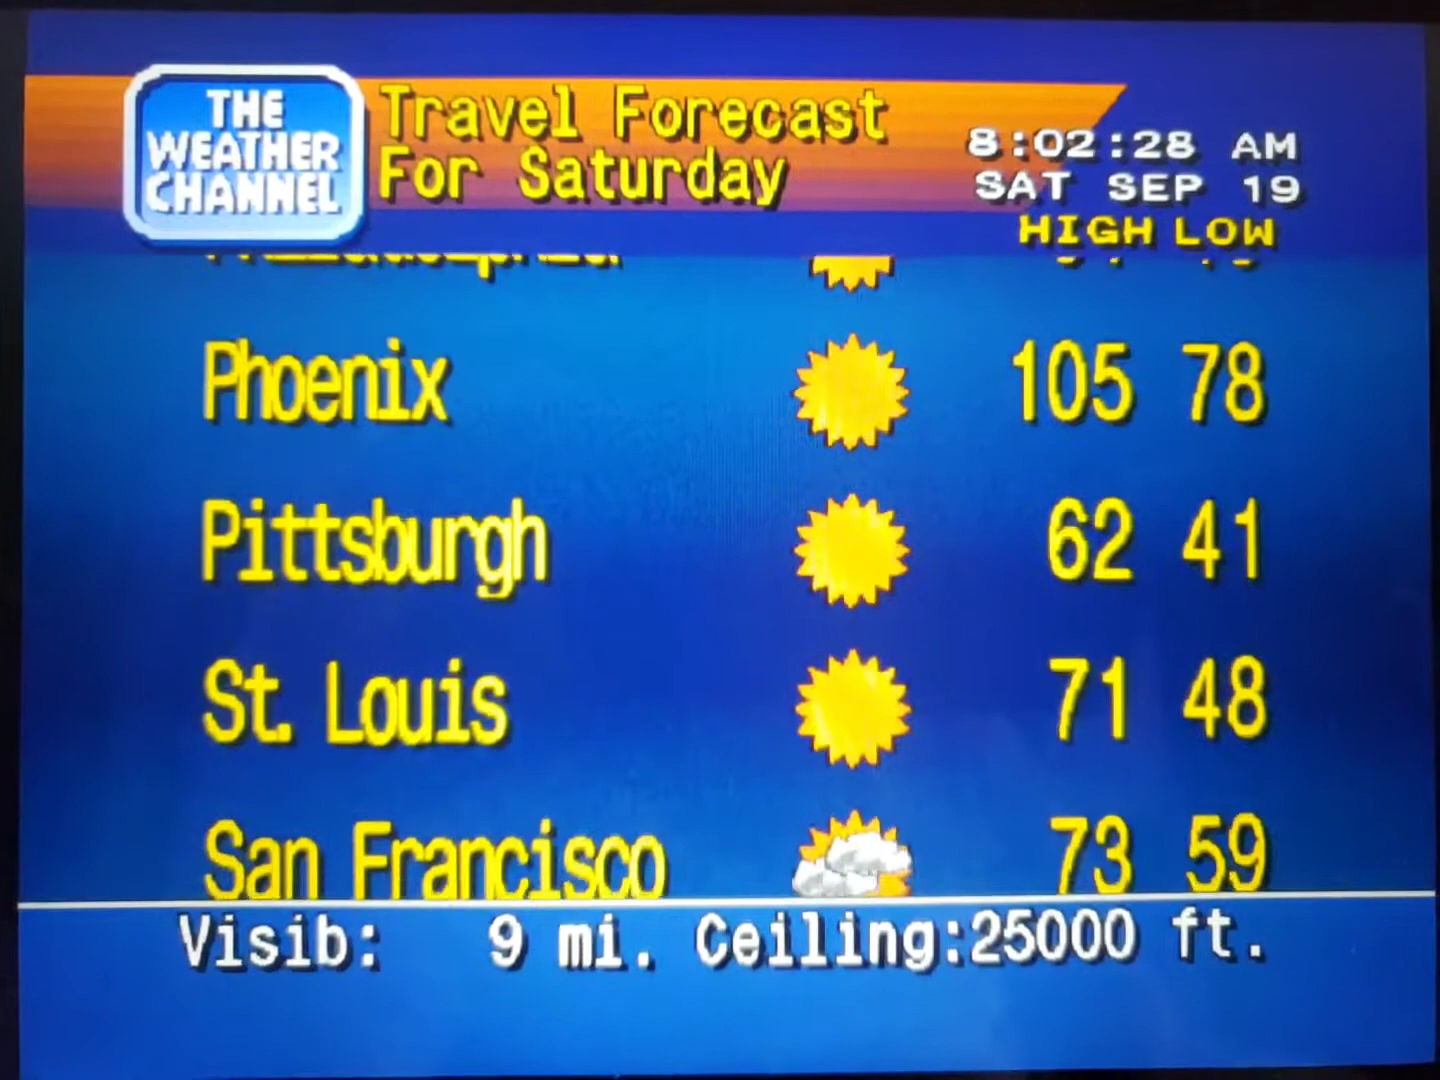 THE
WEATHER
CHANNEL
Travel Forecast
For Saturday
8:02:28 AM
SAT SEP 19
HIGH LOW
Phoenix 105 78
Pittsburgh 62 41
St. Louis 71 48
San Francisco 73 59
Visib: 9 mi. Ceiling:25000 ft.